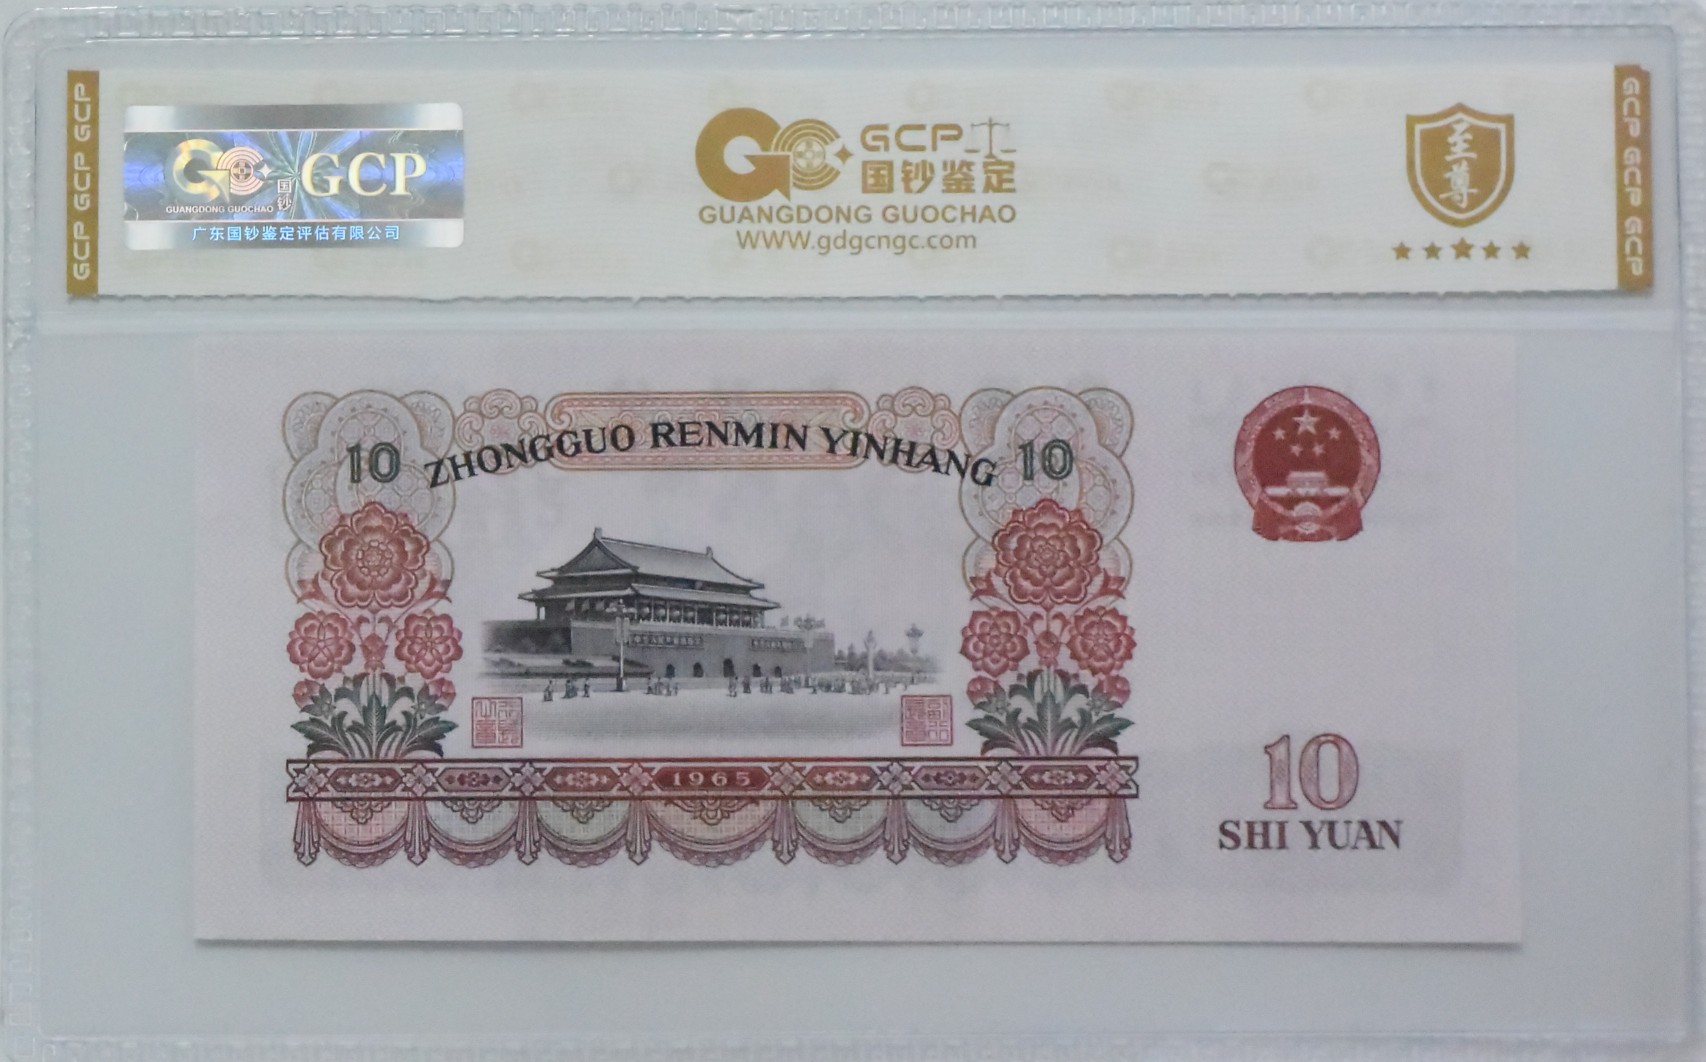 GCP GCP GCP
GCP
国钞
GUANGDONG GUOCHAO
广东国钞鉴定评估有限公司
GCP
国钞鉴定
GUANGDONG GUOCHAO
WWW.gdgcngc.com
至尊
GCP GCP GCP
10 ZHONGGUO RENMIN YINHANG 10
1965
10
SHI YUAN